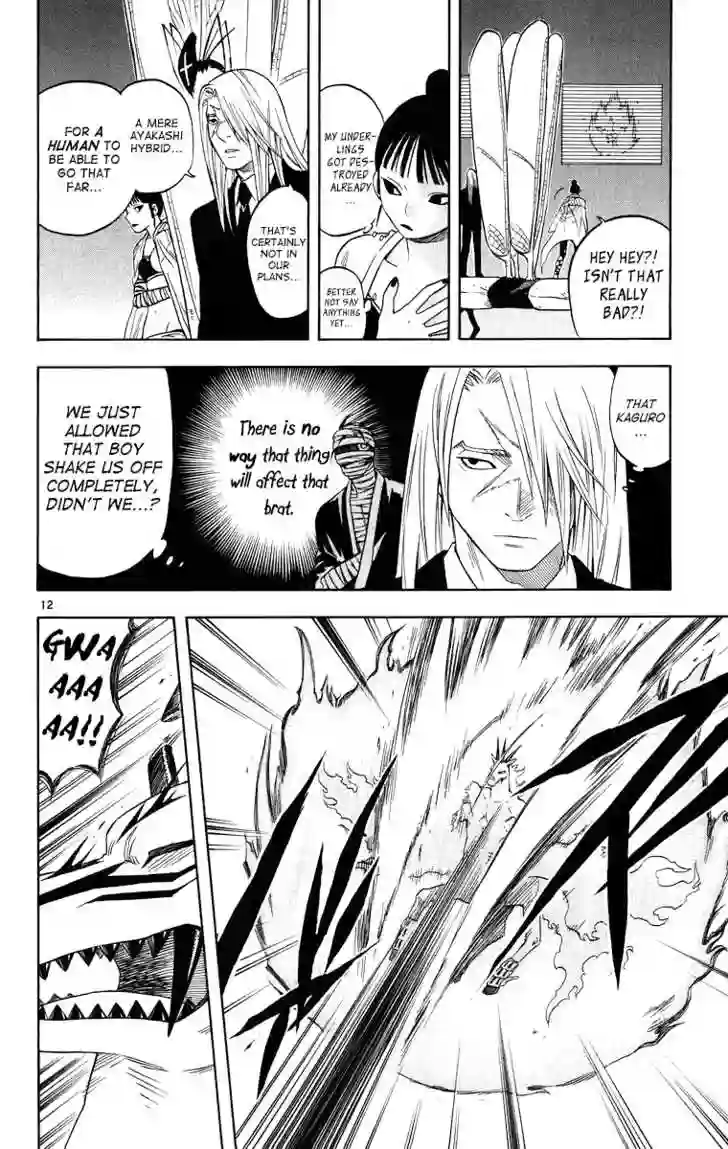 HEY HEY?!
ISN'T THAT
REALLY
BAD?!
MY UNDER-
LINGS
GOT DES-
TROYED
ALREADY
...
BETTER
NOT SAY
ANYTHING
YET...
A MERE
AYAKASHI
HYBRID...
FOR A
HUMAN TO
BE ABLE TO
GO THAT
FAR...
THAT'S
CERTAINLY
NOT IN
OUR
PLANS...
THAT
KAGURO
...
There is no
way that thing
will affect that
brat.
WE JUST
ALLOWED
THAT BOY
SHAKE US OFF
COMPLETELY,
DIDN'T WE...?
12
GWA
AAA
AA!!